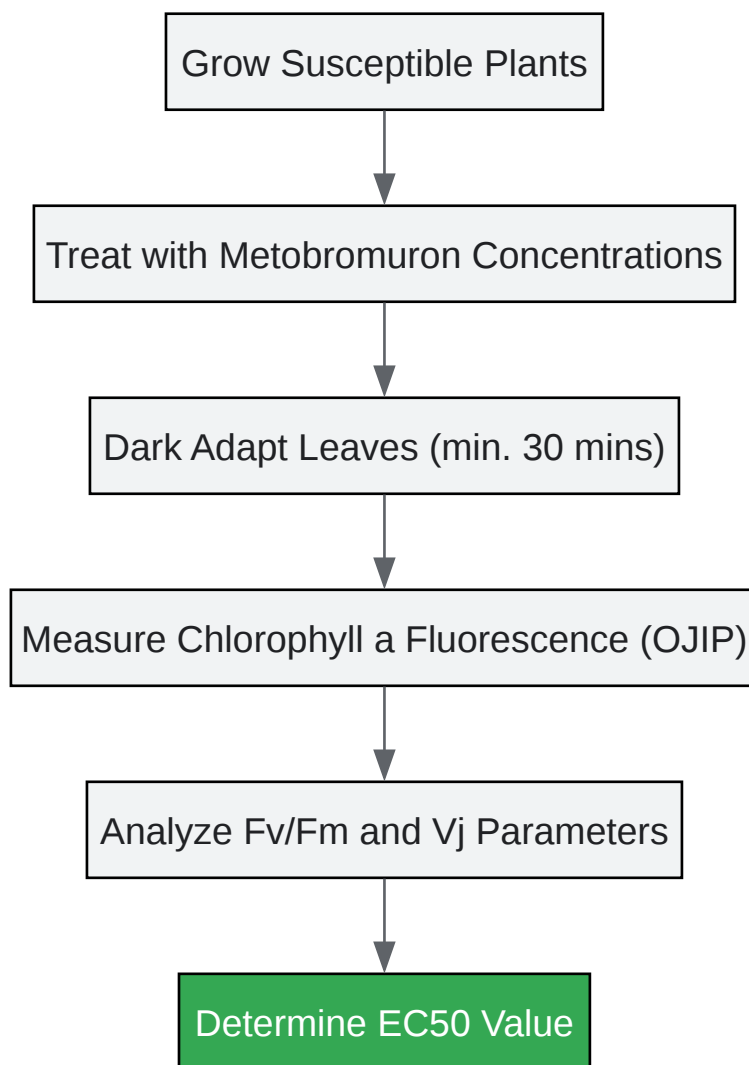 Grow Susceptible Plants
Treat with Metobromuron Concentrations
Dark Adapt Leaves (min. 30 mins)
Measure Chlorophyll a Fluorescence (OJIP)
Analyze Fv/Fm and Vj Parameters
Determine EC50 Value